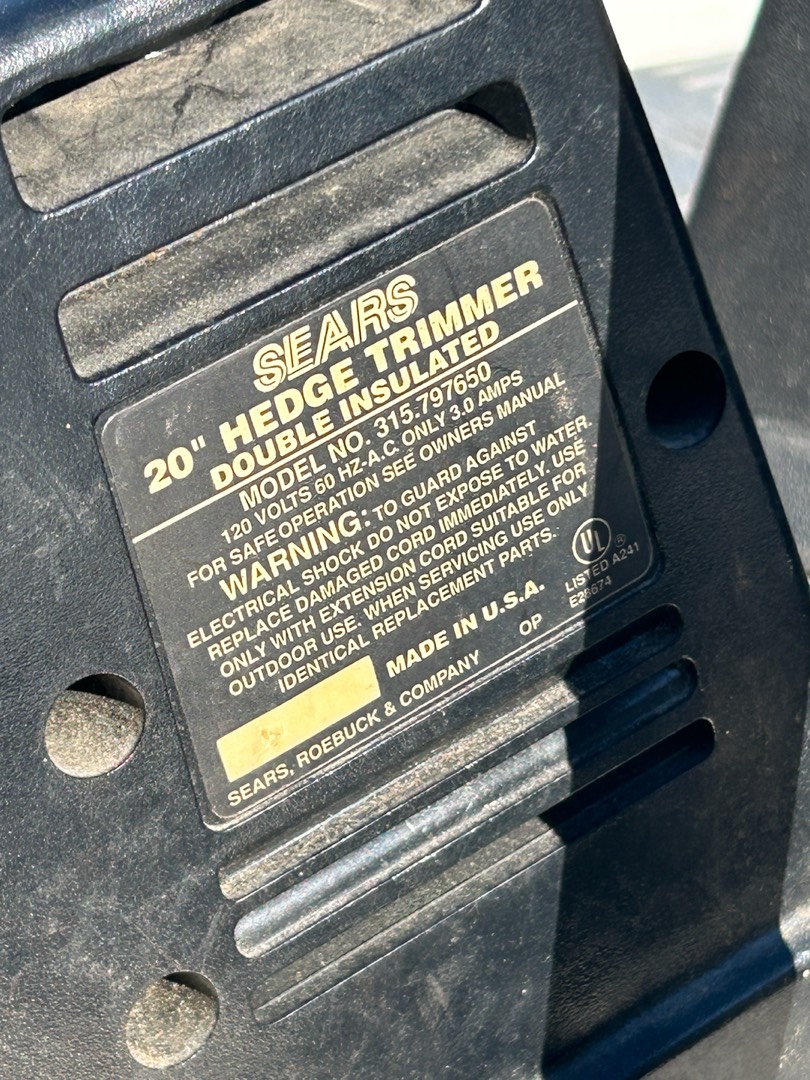 SEARS
20" HEDGE TRIMMER
DOUBLE INSULATED
MODEL NO. 315.797650
120 VOLTS 60 HZ-A.C. ONLY 3.0 AMPS
FOR SAFE OPERATION SEE OWNERS MANUAL
WARNING: TO GUARD AGAINST
ELECTRICAL SHOCK DO NOT EXPOSE TO WATER.
REPLACE DAMAGED CORD IMMEDIATELY. USE
ONLY WITH EXTENSION CORD SUITABLE FOR
OUTDOOR USE. WHEN SERVICING USE ONLY
IDENTICAL REPLACEMENT PARTS.
UL ®
LISTED A241
E26674
MADE IN U.S.A.
SEARS, ROEBUCK & COMPANY OP